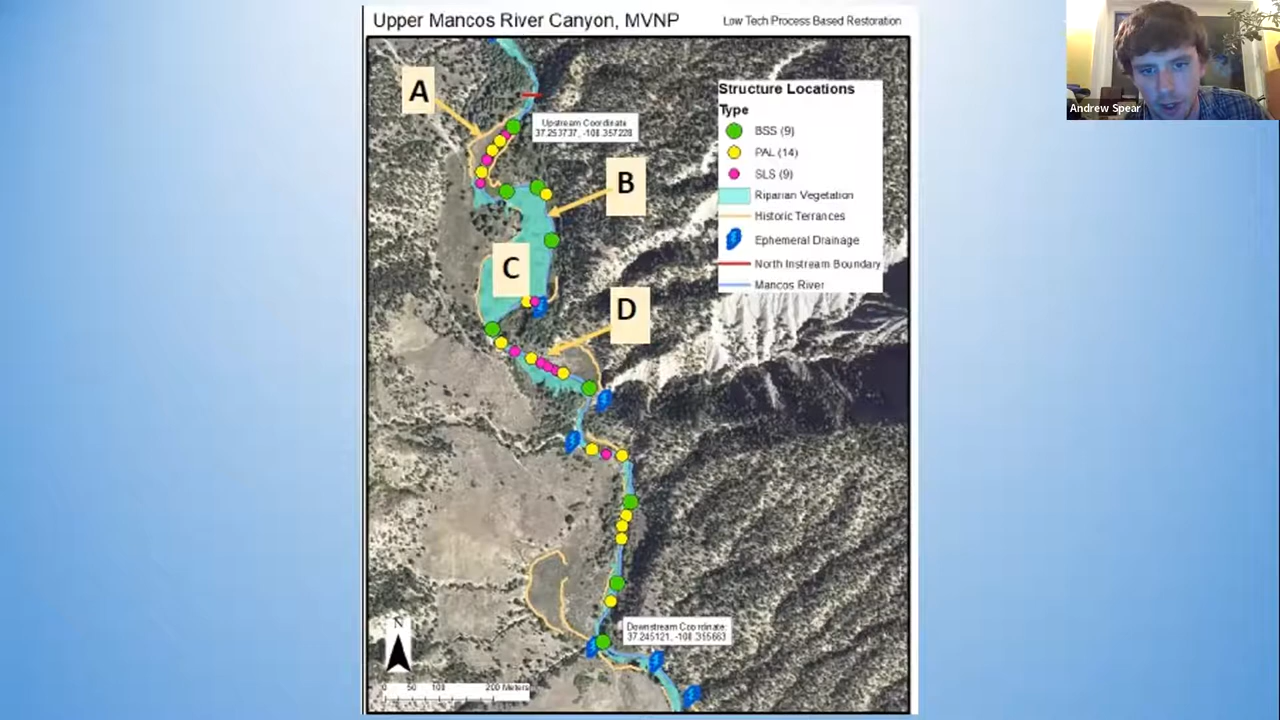 Upper Mancos River Canyon, MVNP
Low Tech Process Based Restoration
Andrew Spear
A
Structure Locations
Type
BSS (9)
PAL (14)
SLS (9)
Riparian Vegetation
Historic Terrances
Ephemeral Drainage
North Instream Boundary
Mancos River
Upstream Coordinate
37.253737, -108.357228
B
C
D
Downstream Coordinate:
37.245121, -108.355663
N
0 50 100 200 Meters